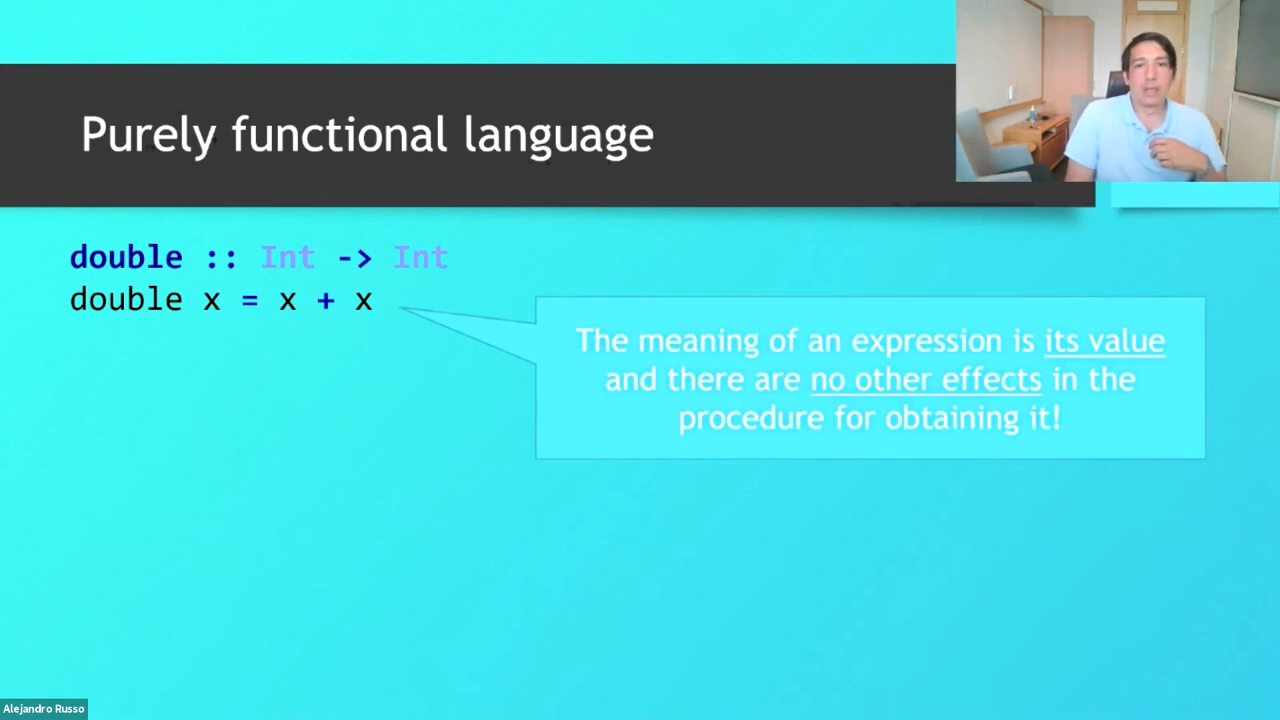 Purely functional language
double :: Int -> Int
double x = x + x
The meaning of an expression is its value
and there are no other effects in the
procedure for obtaining it!
Alejandro Russo